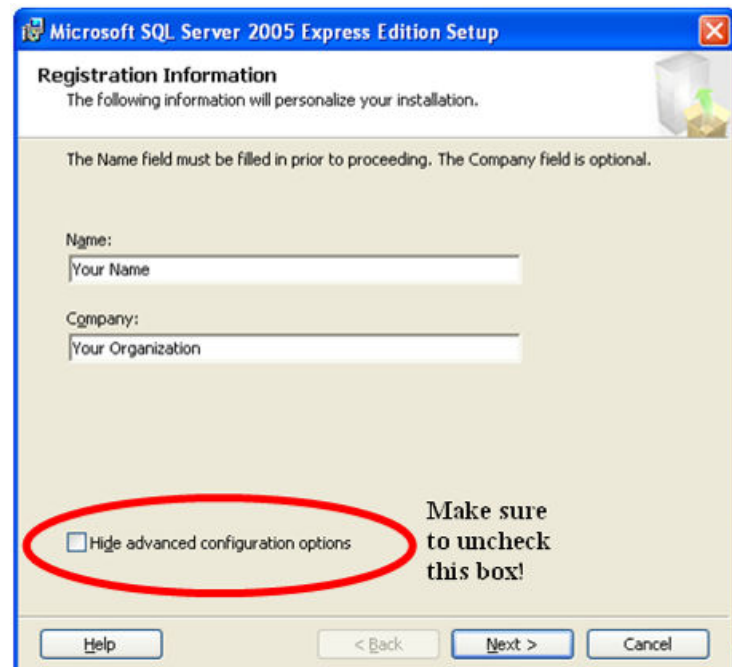 Microsoft SQL Server 2005 Express Edition Setup
Registration Information
The following information will personalize your installation.
The Name field must be filled in prior to proceeding. The Company field is optional.
Name:
Your Name
Company:
Your Organization
Hide advanced configuration options
Make sure
to uncheck
this box!
Help
< Back
Next >
Cancel